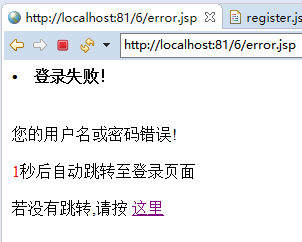 http://localhost:81/6/error.jsp
register.js
http://localhost:81/6/error.jsp
• 登录失败!
您的用户名或密码错误!
1秒后自动跳转至登录页面
若没有跳转,请按 这里